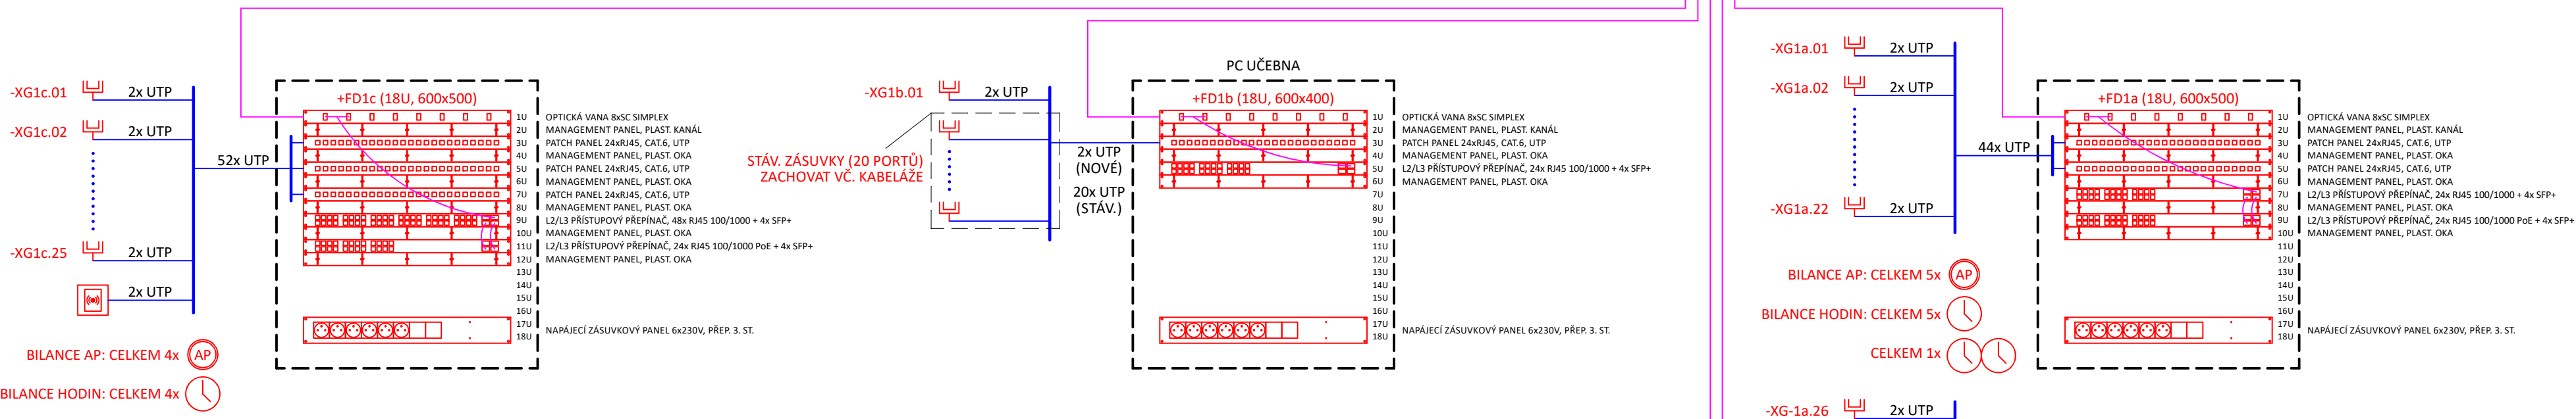 -XG1c.01
2x UTP
-XG1c.02
2x UTP
52x UTP
-XG1c.25
2x UTP
2x UTP
BILANCE AP: CELKEM 4x
AP
BILANCE HODIN: CELKEM 4x
+FD1c (18U, 600x500)
1U OPTICKÁ VANA 8xSC SIMPLEX
2U MANAGEMENT PANEL, PLAST. KANÁL
3U PATCH PANEL 24xRJ45, CAT.6, UTP
4U MANAGEMENT PANEL, PLAST. OKA
5U PATCH PANEL 24xRJ45, CAT.6, UTP
6U MANAGEMENT PANEL, PLAST. OKA
7U PATCH PANEL 24xRJ45, CAT.6, UTP
8U MANAGEMENT PANEL, PLAST. OKA
9U L2/L3 PŘÍSTUPOVÝ PŘEPÍNAČ, 48x RJ45 100/1000 + 4x SFP+
10U MANAGEMENT PANEL, PLAST. OKA
11U L2/L3 PŘÍSTUPOVÝ PŘEPÍNAČ, 24x RJ45 100/1000 PoE + 4x SFP+
12U MANAGEMENT PANEL, PLAST. OKA
13U
14U
15U
16U
17U
NAPÁJECÍ ZÁSUVKOVÝ PANEL 6x230V, PŘEP. 3. ST.
18U
-XG1b.01
2x UTP
STÁV. ZÁSUVKY (20 PORTŮ)
ZACHOVAT VČ. KABELÁŽE
2x UTP
(NOVÉ)
20x UTP
(STÁV.)
PC UČEBNA
+FD1b (18U, 600x400)
1U OPTICKÁ VANA 8xSC SIMPLEX
2U MANAGEMENT PANEL, PLAST. KANÁL
3U PATCH PANEL 24xRJ45, CAT.6, UTP
4U MANAGEMENT PANEL, PLAST. OKA
5U L2/L3 PŘÍSTUPOVÝ PŘEPÍNAČ, 24x RJ45 100/1000 + 4x SFP+
6U MANAGEMENT PANEL, PLAST. OKA
7U
8U
9U
10U
11U
12U
13U
14U
15U
16U
17U
NAPÁJECÍ ZÁSUVKOVÝ PANEL 6x230V, PŘEP. 3. ST.
18U
-XG1a.01
2x UTP
-XG1a.02
2x UTP
44x UTP
-XG1a.22
2x UTP
BILANCE AP: CELKEM 5x
AP
BILANCE HODIN: CELKEM 5x
CELKEM 1x
-XG-1a.26
2x UTP
+FD1a (18U, 600x500)
1U OPTICKÁ VANA 8xSC SIMPLEX
2U MANAGEMENT PANEL, PLAST. KANÁL
3U PATCH PANEL 24xRJ45, CAT.6, UTP
4U MANAGEMENT PANEL, PLAST. OKA
5U PATCH PANEL 24xRJ45, CAT.6, UTP
6U MANAGEMENT PANEL, PLAST. OKA
7U L2/L3 PŘÍSTUPOVÝ PŘEPÍNAČ, 24x RJ45 100/1000 + 4x SFP+
8U MANAGEMENT PANEL, PLAST. OKA
9U L2/L3 PŘÍSTUPOVÝ PŘEPÍNAČ, 24x RJ45 100/1000 PoE + 4x SFP+
10U MANAGEMENT PANEL, PLAST. OKA
11U
12U
13U
14U
15U
16U
17U
NAPÁJECÍ ZÁSUVKOVÝ PANEL 6x230V, PŘEP. 3. ST.
18U